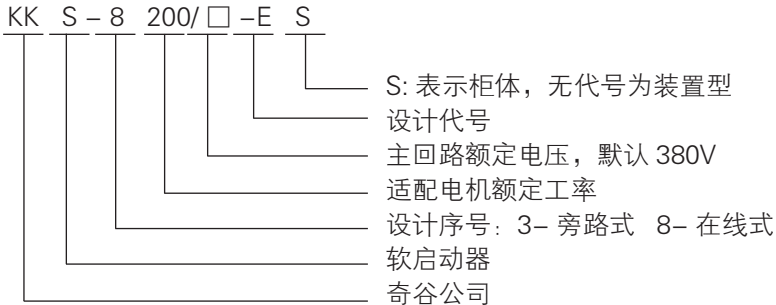 KK S – 8 200/ □ –E S
S: 表示柜体，无代号为装置型
设计代号
主回路额定电压，默认 380V
适配电机额定工率
设计序号：3– 旁路式 8– 在线式
软启动器
奇谷公司